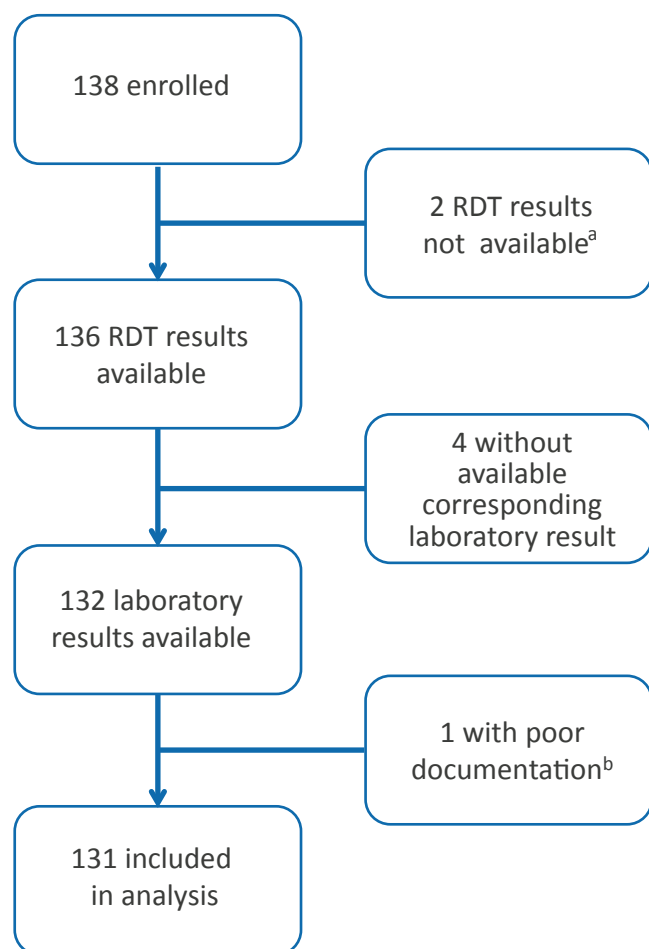 138 enrolled
2 RDT results
not available^a
136 RDT results
available
4 without
available
corresponding
laboratory result
132 laboratory
results available
1 with poor
documentation^b
131 included
in analysis